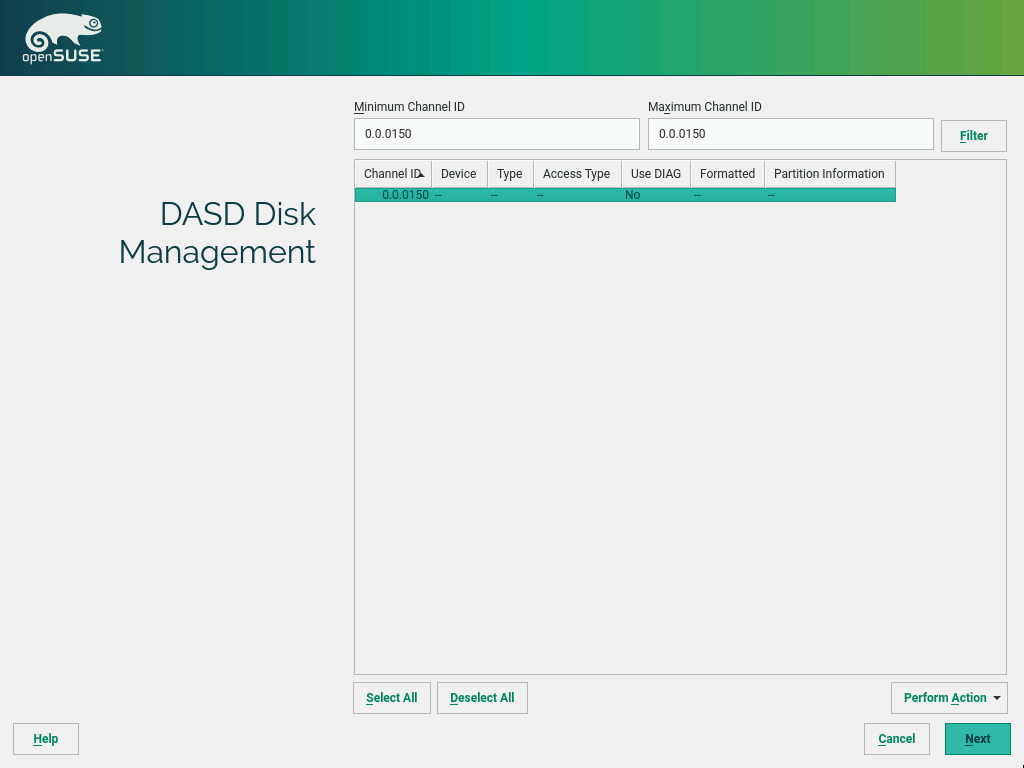 openSUSE
Minimum Channel ID Maximum Channel ID
0.0.0150 0.0.0150 Filter
Channel ID Device Type Access Type Use DIAG Formatted Partition Information
0.0.0150 -- -- -- No -- --
DASD Disk
Management
Select All Deselect All Perform Action
Help Cancel Next